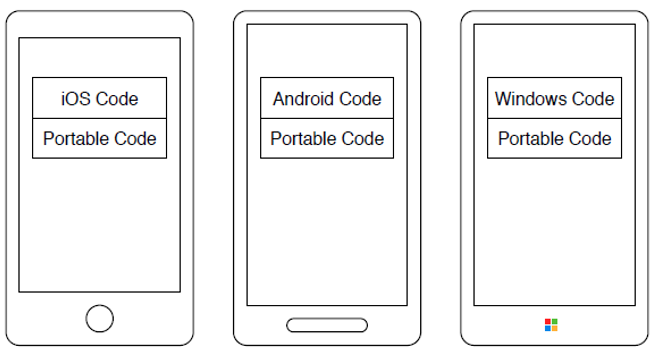 iOS Code
Portable Code
Android Code
Portable Code
Windows Code
Portable Code